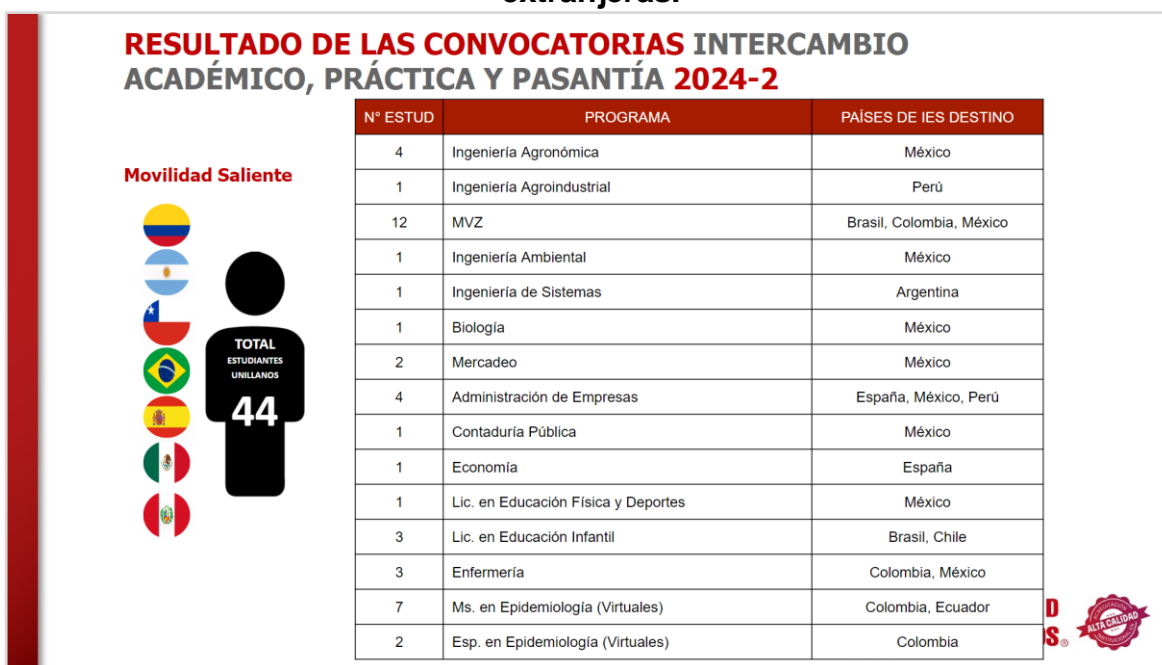 extranjeras.
RESULTADO DE LAS CONVOCATORIAS INTERCAMBIO
ACADÉMICO, PRÁCTICA Y PASANTÍA 2024-2
Movilidad Saliente
TOTAL
ESTUDIANTES
UNILLANOS
44
N° ESTUD PROGRAMA PAÍSES DE IES DESTINO
4 Ingeniería Agronómica México
1 Ingeniería Agroindustrial Perú
12 MVZ Brasil, Colombia, México
1 Ingeniería Ambiental México
1 Ingeniería de Sistemas Argentina
1 Biología México
2 Mercadeo México
4 Administración de Empresas España, México, Perú
1 Contaduría Pública México
1 Economía España
1 Lic. en Educación Física y Deportes México
3 Lic. en Educación Infantil Brasil, Chile
3 Enfermería Colombia, México
7 Ms. en Epidemiología (Virtuales) Colombia, Ecuador
2 Esp. en Epidemiología (Virtuales) Colombia
D
S®
ALTA CALIDAD